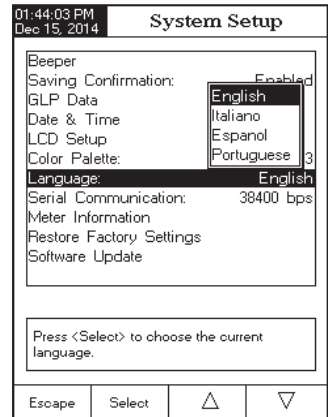 01:44:03 PM
Dec 15, 2014
System Setup
Beeper
Saving Confirmation: Enabled
GLP Data
Date & Time
LCD Setup
Color Palette: 3
Language: English
Serial Communication: 38400 bps
Meter Information
Restore Factory Settings
Software Update
English
Italiano
Espanol
Portuguese
Press <Select> to choose the current
language.
Escape Select